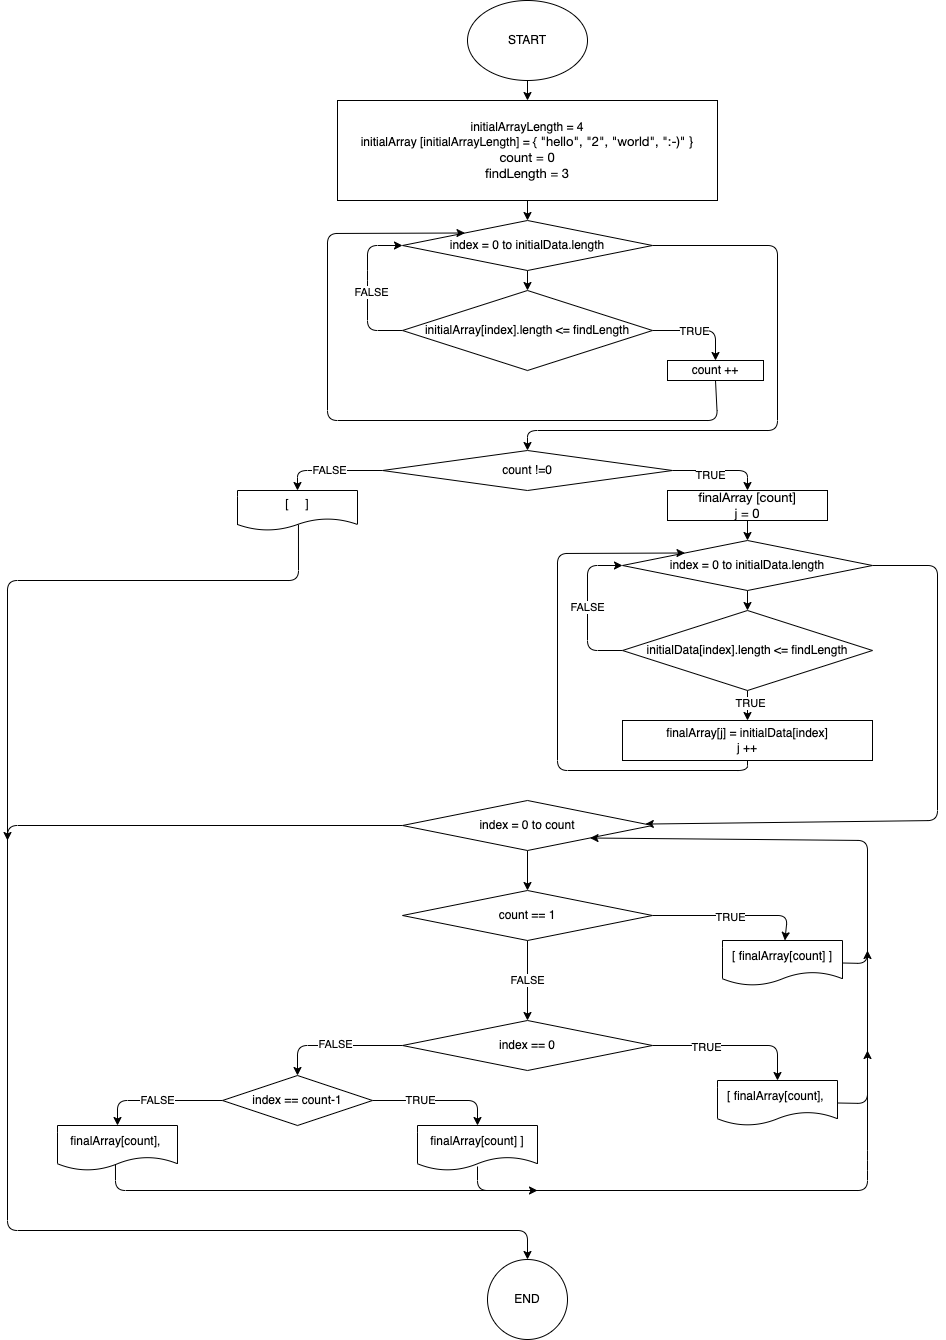 START
initialArrayLength = 4
initialArray [initialArrayLength] = { "hello", "2", "world", ":-)" }
count = 0
findLength = 3
index = 0 to initialData.length
FALSE
initialArray[index].length <= findLength
TRUE
count ++
count !=0
FALSE
TRUE
[ ]
finalArray [count]
j = 0
index = 0 to initialData.length
FALSE
initialData[index].length <= findLength
TRUE
finalArray[j] = initialData[index]
j ++
index = 0 to count
count == 1
TRUE
[ finalArray[count] ]
FALSE
index == 0
FALSE
TRUE
[ finalArray[count],
index == count-1
FALSE
TRUE
finalArray[count],
finalArray[count] ]
END